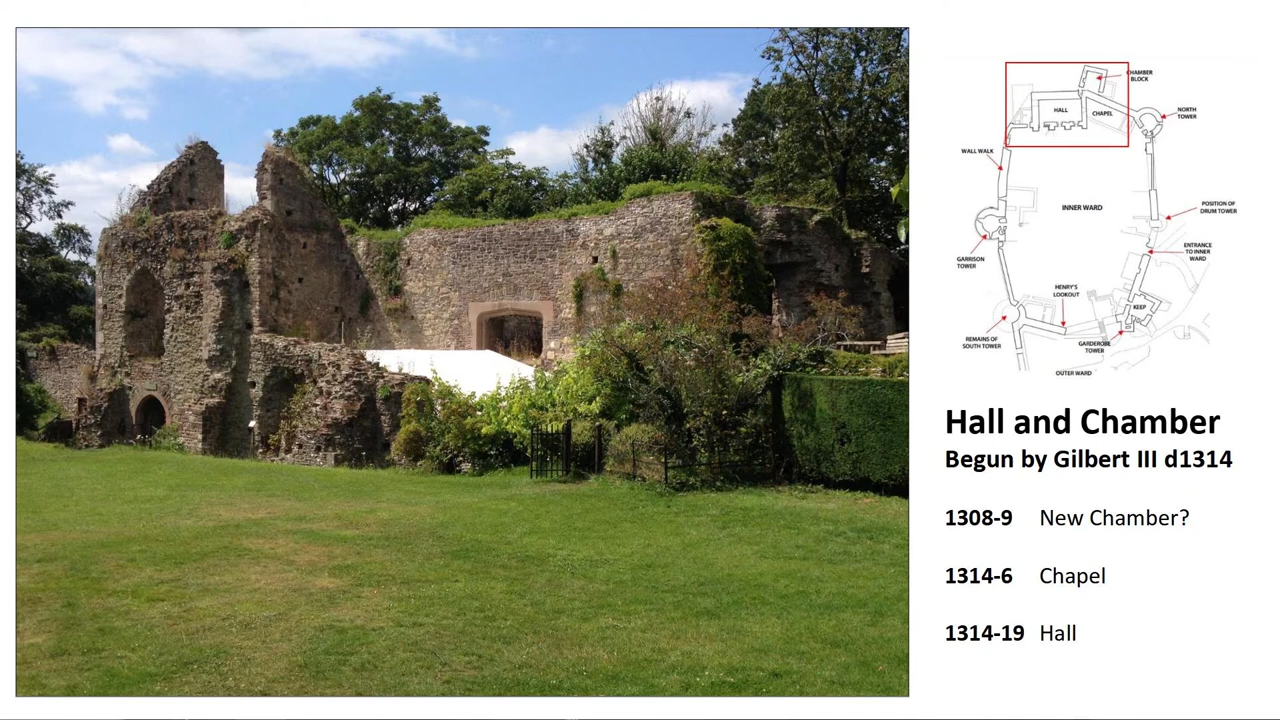 CHAMBER
BLOCK
HALL
CHAPEL
NORTH
TOWER
WALL WALK
INNER WARD
POSITION OF
DRUM TOWER
GARRISON
TOWER
ENTRANCE
TO INNER
WARD
HENRY'S
LOOKOUT
KEEP
REMAINS OF
SOUTH TOWER
GARDEROBE
TOWER
OUTER WARD
Hall and Chamber
Begun by Gilbert III d1314
1308-9 New Chamber?
1314-6 Chapel
1314-19 Hall